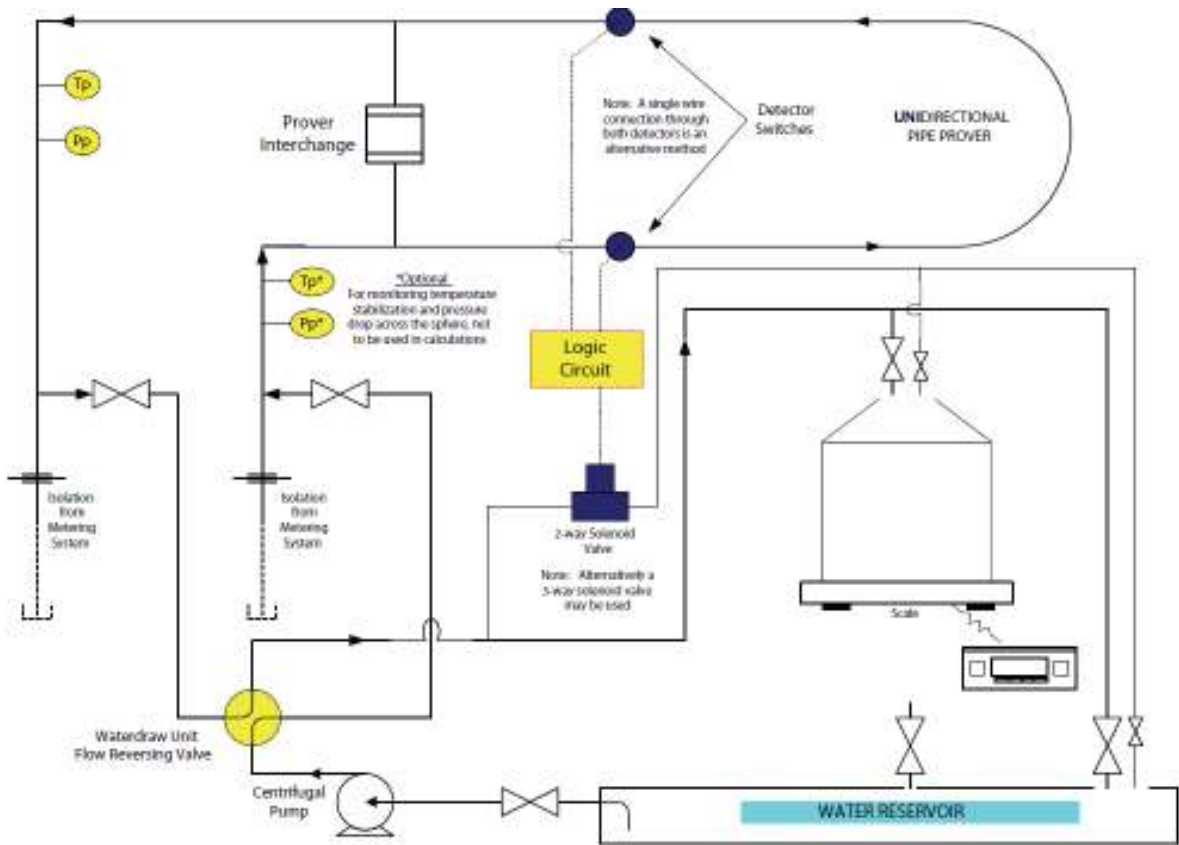 Tp
Pp
Prover
Interchange
Note: A single wire
connection through
both detectors is an
alternative method
Detector
Switches
UNIDIRECTIONAL
PIPE PROVER
Tp*
Pp*
*Optional
For monitoring temperature
stabilization and pressure
drop across the sphere, not
to be used in calculations
Logic
Circuit
Isolation
from
Metering
System
Isolation
from
Metering
System
2-way Solenoid
Valve
Note: Alternatively a
3-way solenoid valve
may be used
Scale
Waterdraw Unit
Flow Reversing Valve
Centrifugal
Pump
WATER RESERVOIR